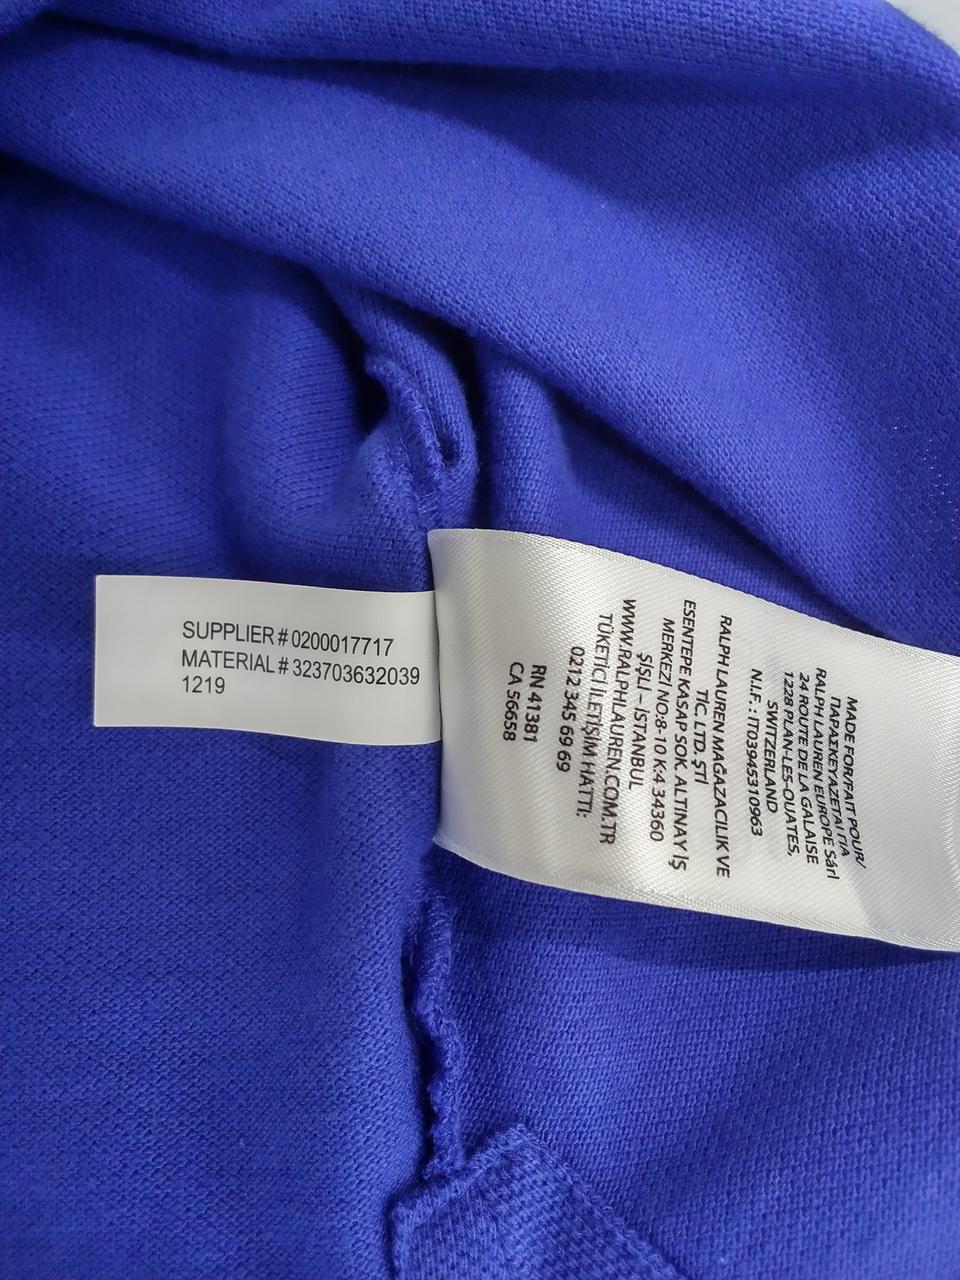 SUPPLIER # 0200017717
MATERIAL # 323703632039
1219
MADE FOR/FAIT POUR/
ΠΑΡΑΣΚΕΥΑΖΕΤΑΙ ΓΙΑ
RALPH LAUREN EUROPE Sárl
24 ROUTE DE LA GALAISE
1228 PLAN-LES-OUATES,
SWITZERLAND
N.I.F. : IT03945310963
RALPH LAUREN MAĞAZACILIK VE
TİC. LTD. ŞTİ
ESENTEPE KASAP SOK. ALTINAY İŞ
MERKEZİ NO:8-10 K:4 34360
ŞİŞLİ – İSTANBUL
WWW.RALPHLAUREN.COM.TR
TÜKETİCİ İLETİŞİM HATTI:
0212 345 69 69
RN 41381
CA 56658